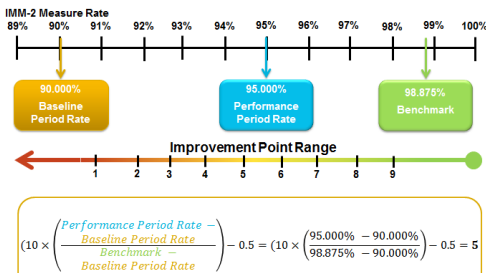 IMM-2 Measure Rate
89% 90% 91% 92% 93% 94% 95% 96% 97% 98% 99% 100%
90.000%
Baseline
Period Rate
95.000%
Performance
Period Rate
98.875%
Benchmark
Improvement Point Range
1 2 3 4 5 6 7 8 9
(10 × (Performance Period Rate − Baseline Period Rate / Benchmark − Baseline Period Rate) − 0.5 = (10 × (95.000% − 90.000% / 98.875% − 90.000%) − 0.5 = 5